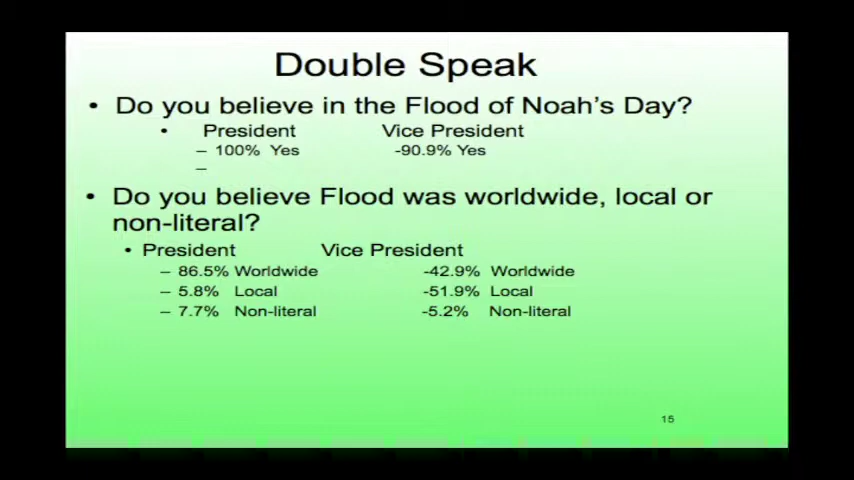 Double Speak
• Do you believe in the Flood of Noah's Day?
• President Vice President
– 100% Yes -90.9% Yes
–
• Do you believe Flood was worldwide, local or
non-literal?
• President Vice President
– 86.5% Worldwide -42.9% Worldwide
– 5.8% Local -51.9% Local
– 7.7% Non-literal -5.2% Non-literal
15